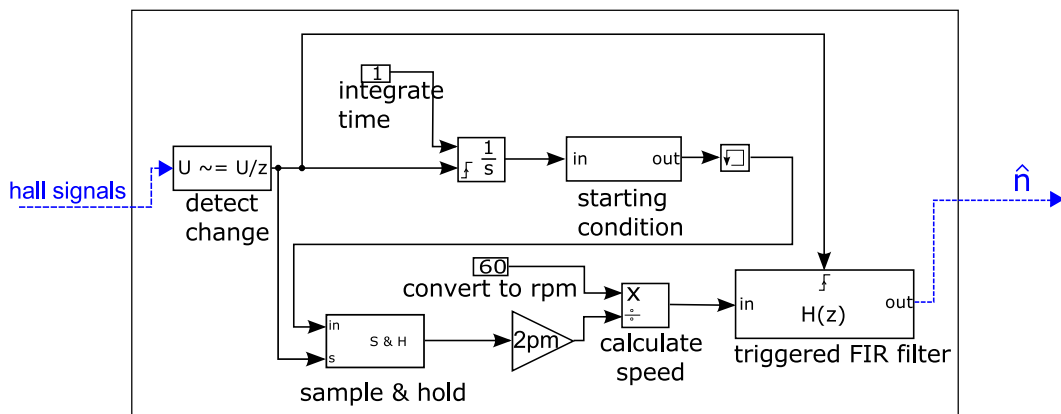 1
integrate
time
hall signals
U ~= U/z
detect
change
1
s
in
out
starting
condition
n̂
60
convert to rpm
in
S & H
s
sample & hold
2pm
X
÷
calculate
speed
in
H(z)
out
triggered FIR filter